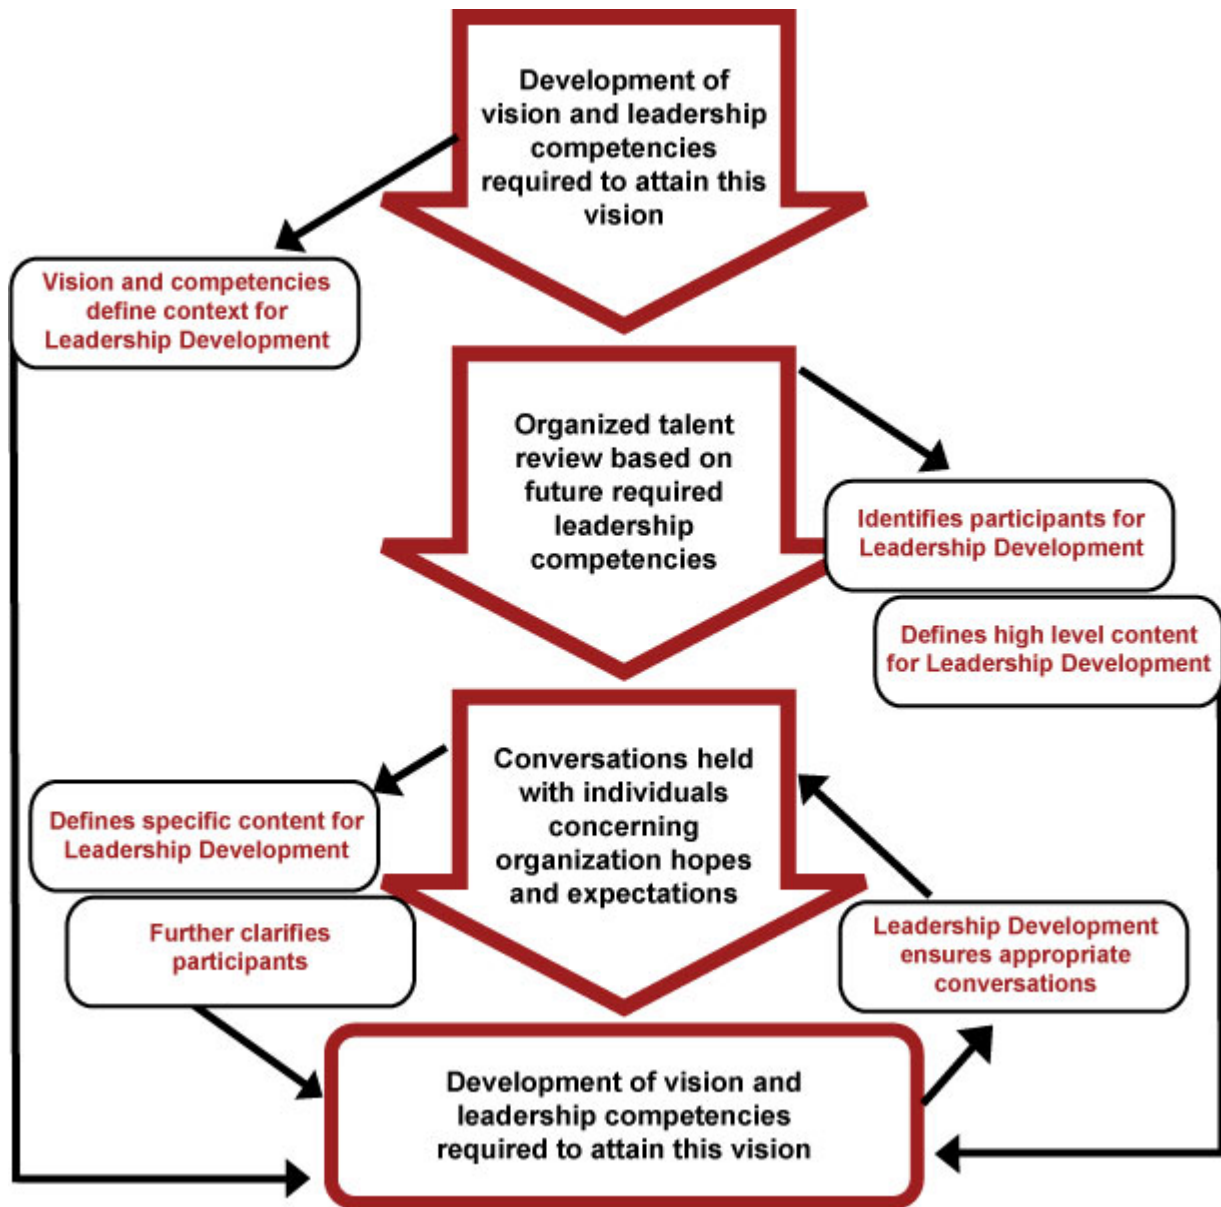 Development of
vision and leadership
competencies
required to attain this
vision
Vision and competencies
define context for
Leadership Development
Organized talent
review based on
future required
leadership
competencies
Identifies participants for
Leadership Development
Defines high level content
for Leadership Development
Conversations held
with individuals
concerning
organization hopes
and expectations
Defines specific content for
Leadership Development
Further clarifies
participants
Leadership Development
ensures appropriate
conversations
Development of vision and
leadership competencies
required to attain this vision